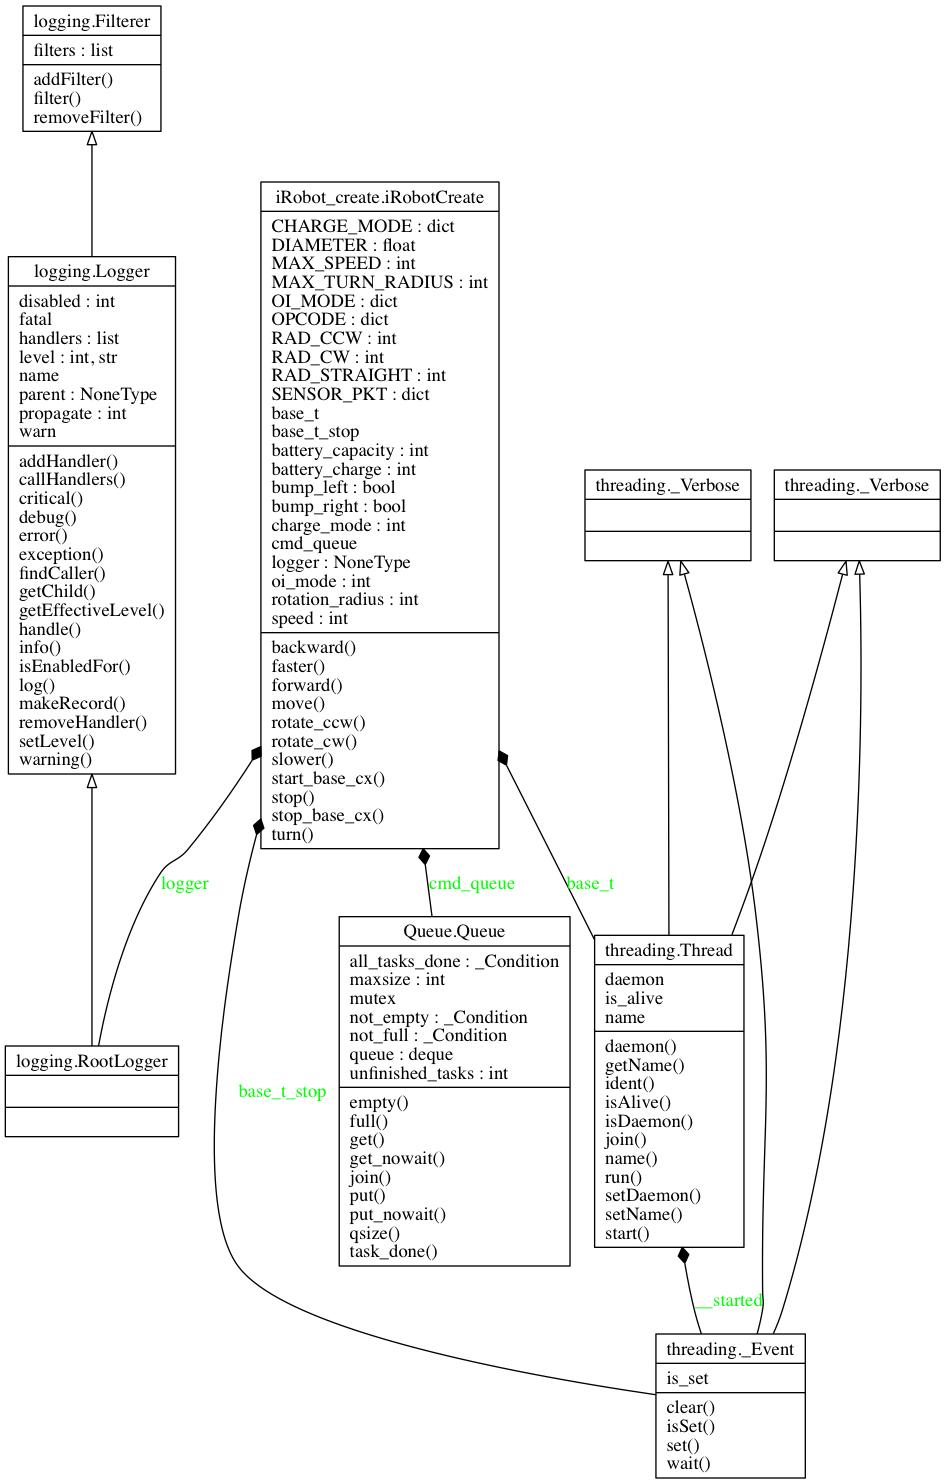 logging.Filterer
filters : list
addFilter()
filter()
removeFilter()
logging.Logger
disabled : int
fatal
handlers : list
level : int, str
name
parent : NoneType
propagate : int
warn
addHandler()
callHandlers()
critical()
debug()
error()
exception()
findCaller()
getChild()
getEffectiveLevel()
handle()
info()
isEnabledFor()
log()
makeRecord()
removeHandler()
setLevel()
warning()
iRobot_create.iRobotCreate
CHARGE_MODE : dict
DIAMETER : float
MAX_SPEED : int
MAX_TURN_RADIUS : int
OI_MODE : dict
OPCODE : dict
RAD_CCW : int
RAD_CW : int
RAD_STRAIGHT : int
SENSOR_PKT : dict
base_t
base_t_stop
battery_capacity : int
battery_charge : int
bump_left : bool
bump_right : bool
charge_mode : int
cmd_queue
logger : NoneType
oi_mode : int
rotation_radius : int
speed : int
backward()
faster()
forward()
move()
rotate_ccw()
rotate_cw()
slower()
start_base_cx()
stop()
stop_base_cx()
turn()
threading._Verbose
threading._Verbose
logger
cmd_queue
base_t
logging.RootLogger
base_t_stop
Queue.Queue
all_tasks_done : _Condition
maxsize : int
mutex
not_empty : _Condition
not_full : _Condition
queue : deque
unfinished_tasks : int
empty()
full()
get()
get_nowait()
join()
put()
put_nowait()
qsize()
task_done()
threading.Thread
daemon
is_alive
name
daemon()
getName()
ident()
isAlive()
isDaemon()
join()
name()
run()
setDaemon()
setName()
start()
__started
threading._Event
is_set
clear()
isSet()
set()
wait()